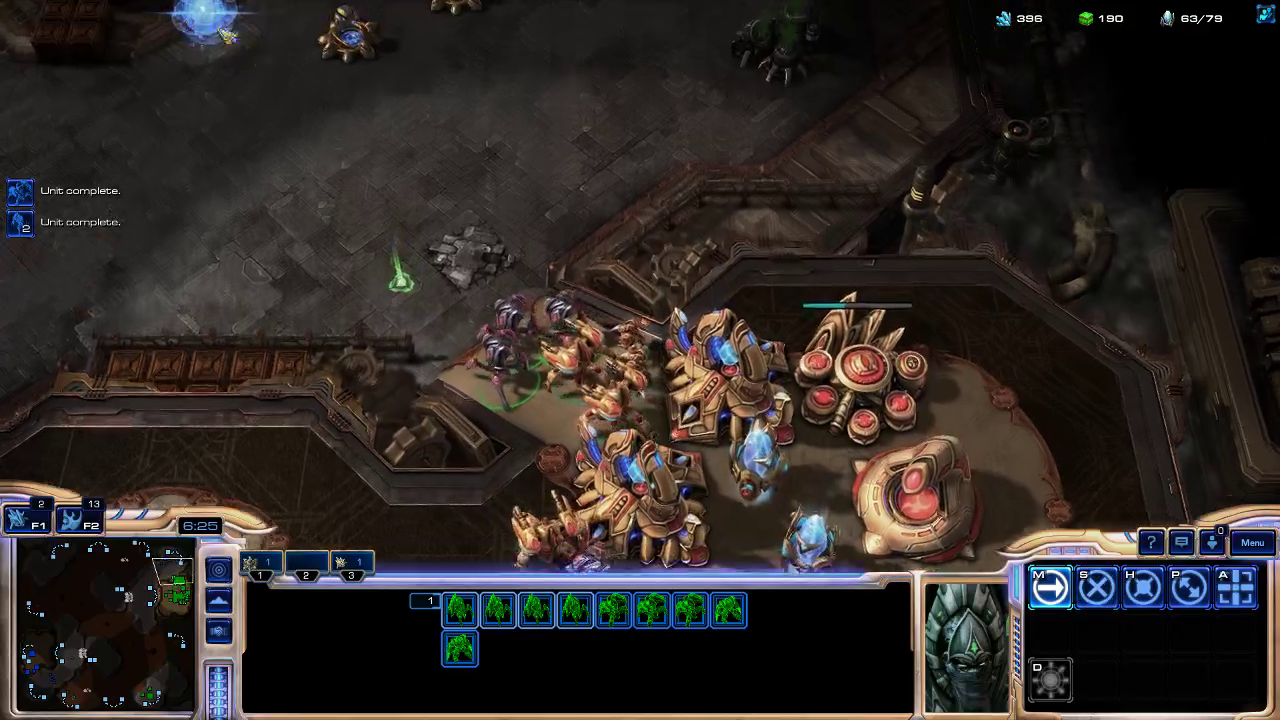 396 190 63/79
Unit complete.
Unit complete.
2
2 13
F1 F2
6:25
0
? Menu
1 1
1 2 3
M S H P A
1
D